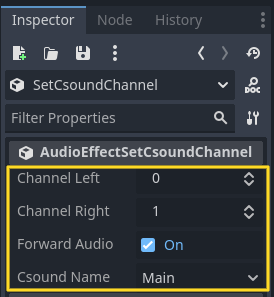 Inspector Node History
SetCsoundChannel
DOC
Filter Properties
AudioEffectSetCsoundChannel
Channel Left 0
Channel Right 1
Forward Audio On
Csound Name Main